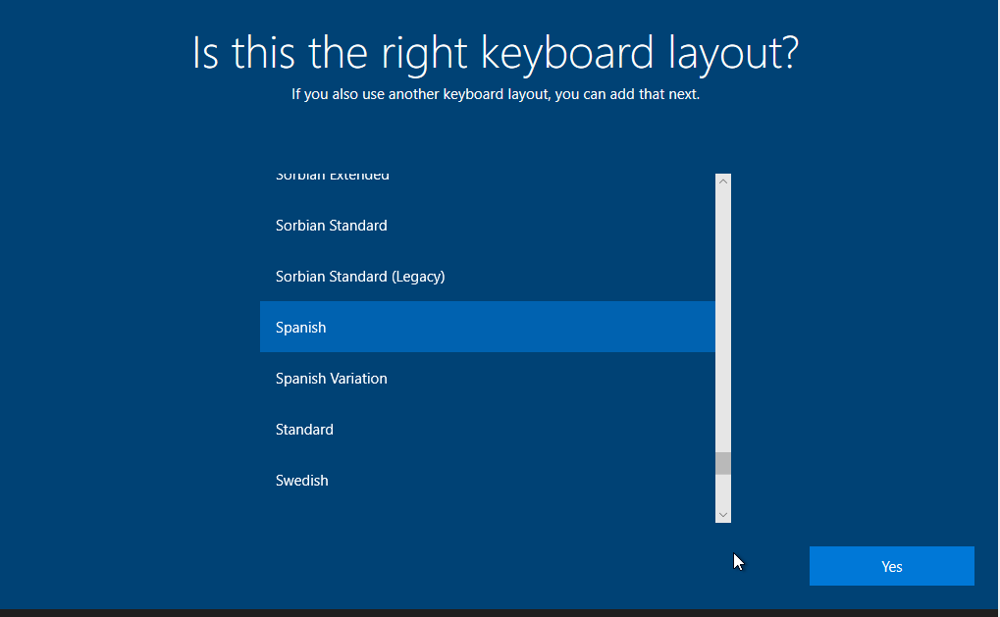 Is this the right keyboard layout?
If you also use another keyboard layout, you can add that next.
Sorbian Extended
Sorbian Standard
Sorbian Standard (Legacy)
Spanish
Spanish Variation
Standard
Swedish
Yes